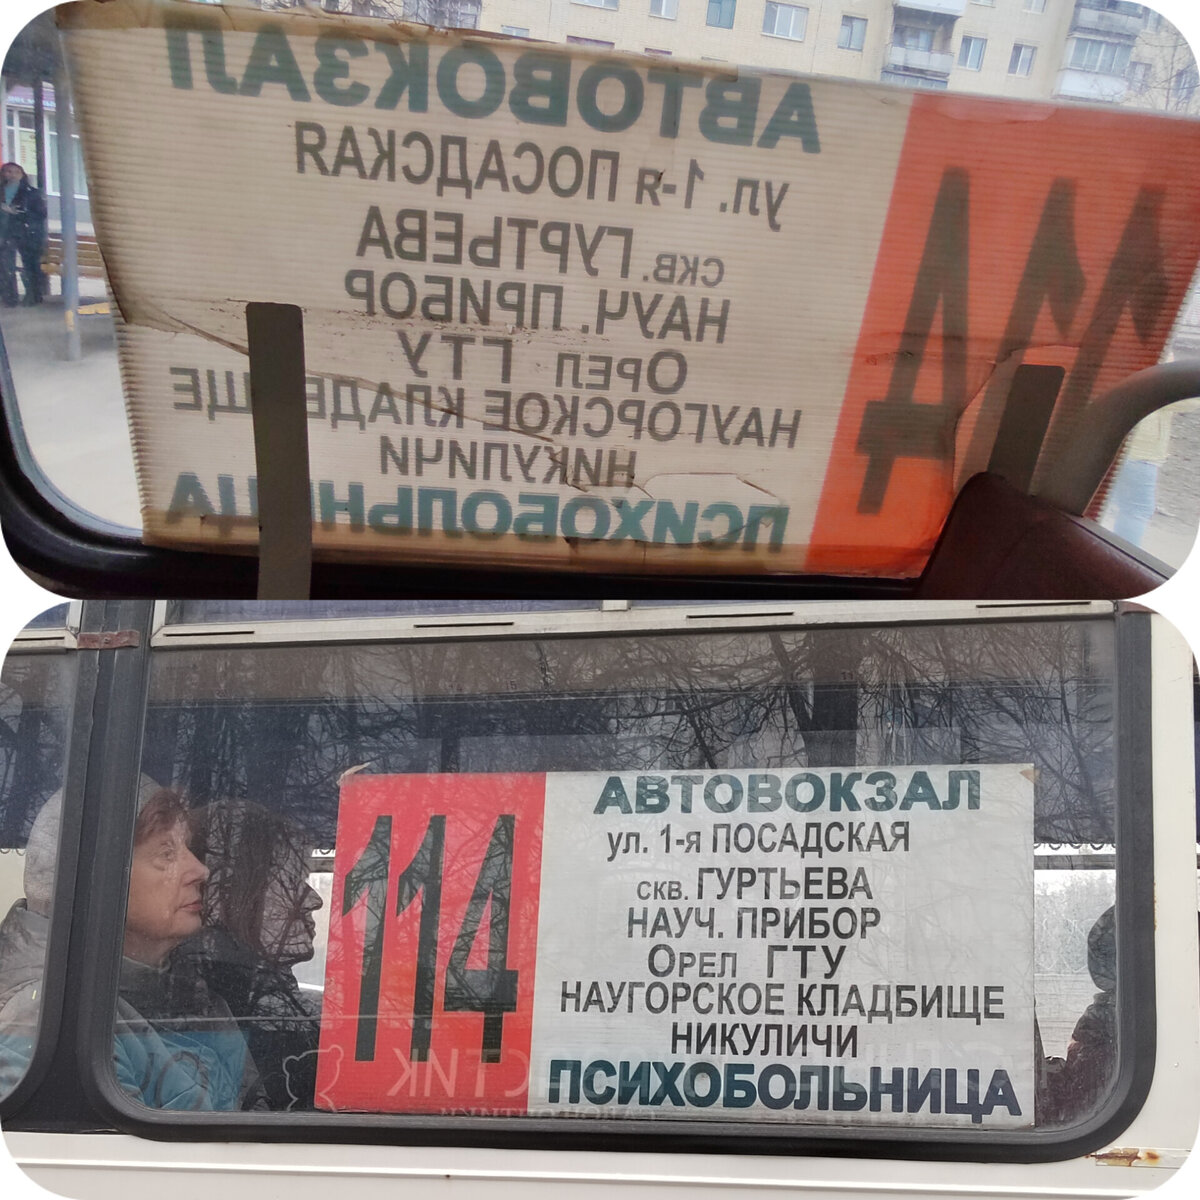 АВТОВОКЗАЛ
ул. 1-я ПОСАДСКАЯ
скв. ГУРТЬЕВА
НАУЧ. ПРИБОР
ОРЕЛ ГТУ
НАУГОРСКОЕ КЛАДБИЩЕ
НИКУЛИЧИ
ПСИХОБОЛЬНИЦА
114
114
АВТОВОКЗАЛ
ул. 1-я ПОСАДСКАЯ
скв. ГУРТЬЕВА
НАУЧ. ПРИБОР
ОРЕЛ ГТУ
НАУГОРСКОЕ КЛАДБИЩЕ
НИКУЛИЧИ
ПСИХОБОЛЬНИЦА